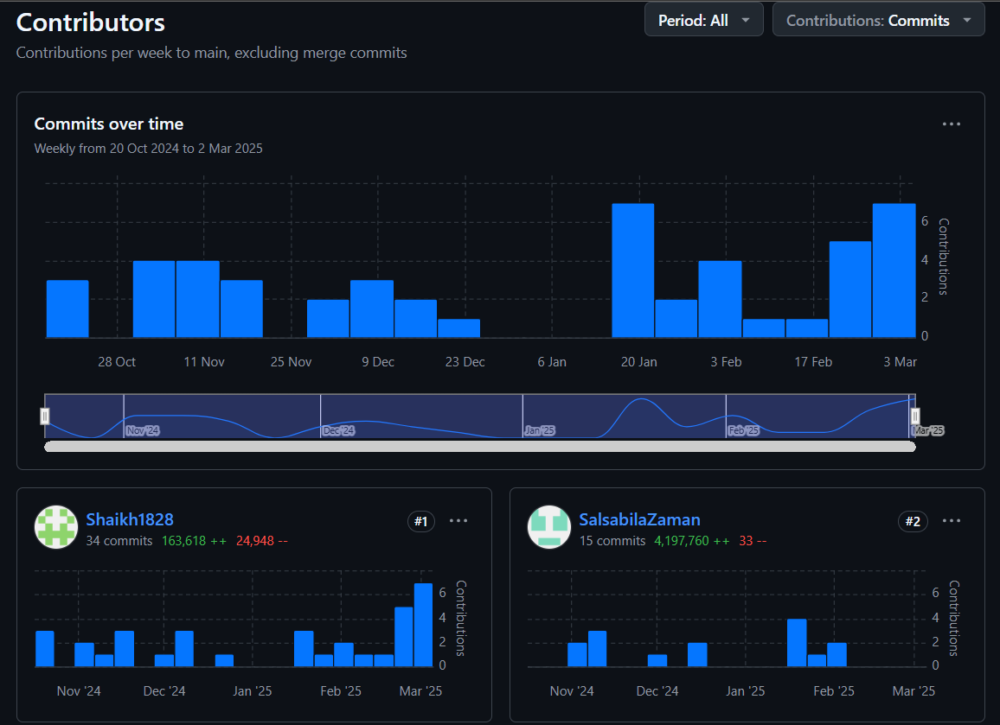 Contributors
Period: All
Contributions: Commits
Contributions per week to main, excluding merge commits
Commits over time
Weekly from 20 Oct 2024 to 2 Mar 2025
6
4
2
0
Contributions
28 Oct 11 Nov 25 Nov 9 Dec 23 Dec 6 Jan 20 Jan 3 Feb 17 Feb 3 Mar
Nov '24 Dec '24 Jan '25 Feb '25 Mar '25
Shaikh1828
#1
34 commits 163,618 ++ 24,948 --
6
4
2
0
Contributions
Nov '24 Dec '24 Jan '25 Feb '25 Mar '25
SalsabilaZaman
#2
15 commits 4,197,760 ++ 33 --
6
4
2
0
Contributions
Nov '24 Dec '24 Jan '25 Feb '25 Mar '25